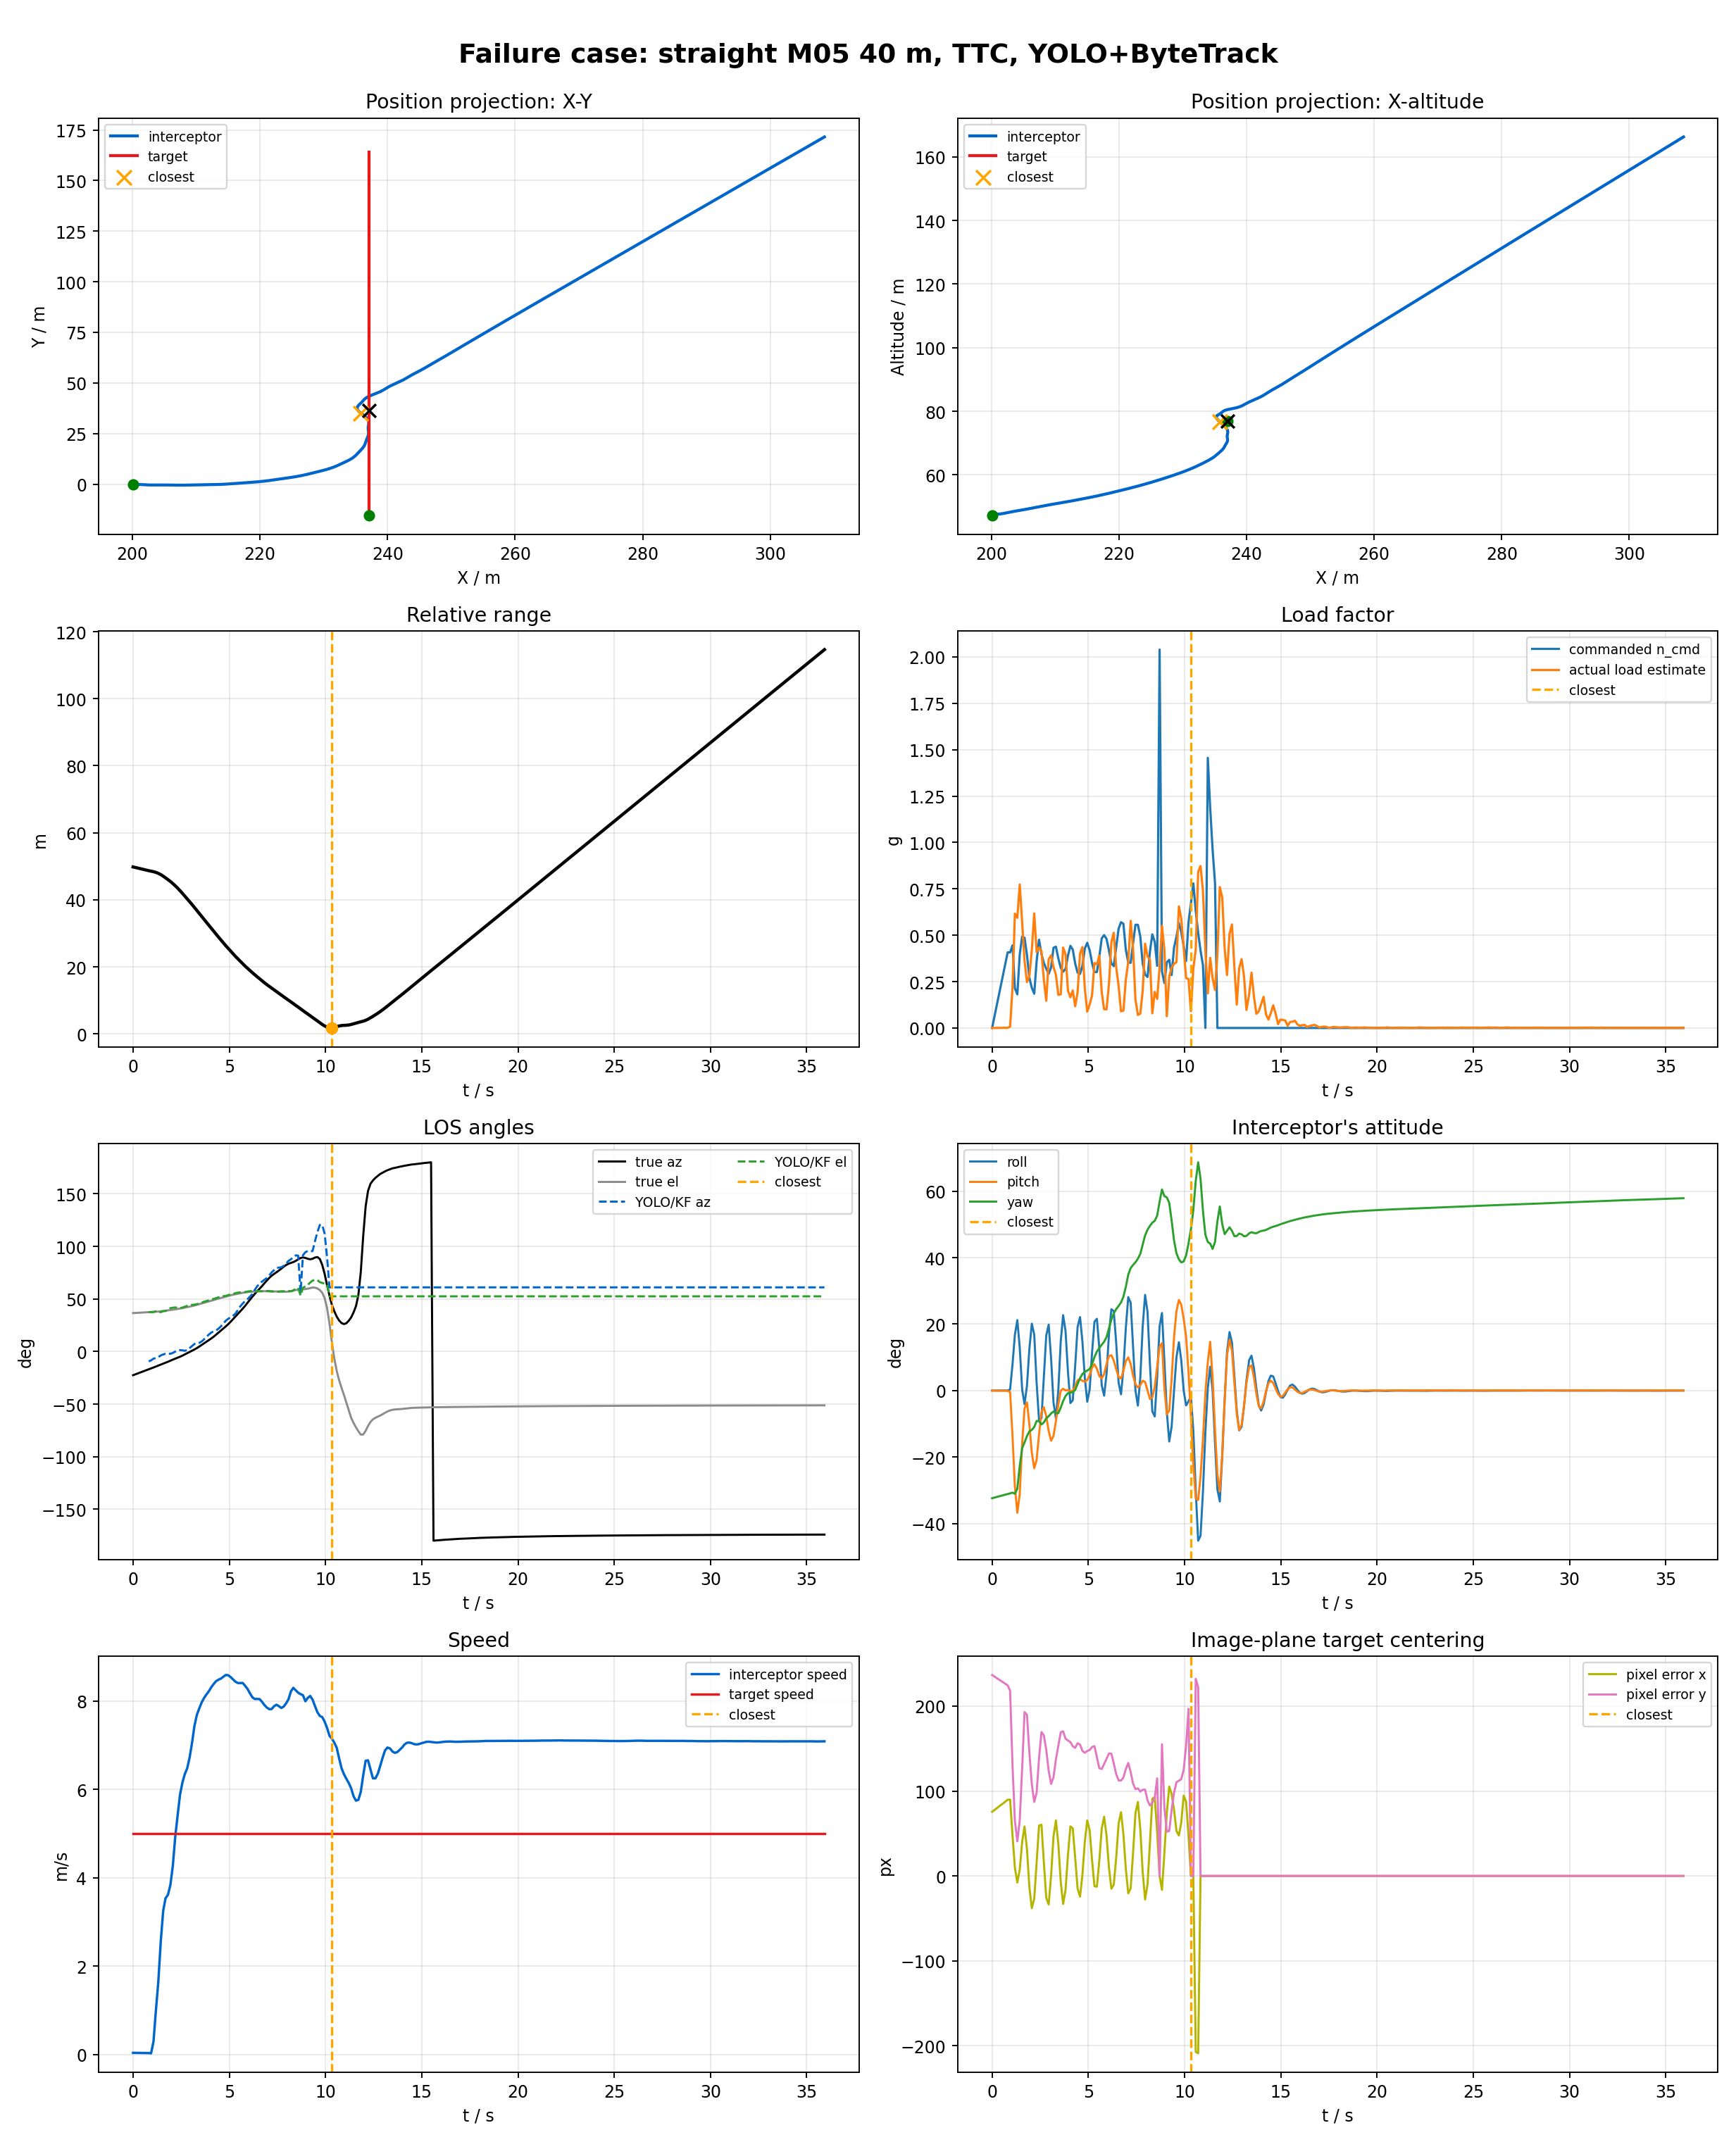 Failure case: straight M05 40 m, TTC, YOLO+ByteTrack
Position projection: X-Y
175
150
125
100
75
50
25
0
Y / m
200
220
240
260
280
300
X / m
interceptor
target
closest
Position projection: X-altitude
160
140
120
100
80
60
Altitude / m
200
220
240
260
280
300
X / m
interceptor
target
closest
Relative range
120
100
80
60
40
20
0
m
0
5
10
15
20
25
30
35
t / s
Load factor
2.00
1.75
1.50
1.25
1.00
0.75
0.50
0.25
0.00
g
0
5
10
15
20
25
30
35
t / s
commanded n_cmd
actual load estimate
closest
LOS angles
150
100
50
0
−50
−100
−150
deg
0
5
10
15
20
25
30
35
t / s
true az
true el
YOLO/KF az
YOLO/KF el
closest
Interceptor's attitude
60
40
20
0
−20
−40
deg
0
5
10
15
20
25
30
35
t / s
roll
pitch
yaw
closest
Speed
8
6
4
2
0
m/s
0
5
10
15
20
25
30
35
t / s
interceptor speed
target speed
closest
Image-plane target centering
200
100
0
−100
−200
px
0
5
10
15
20
25
30
35
t / s
pixel error x
pixel error y
closest